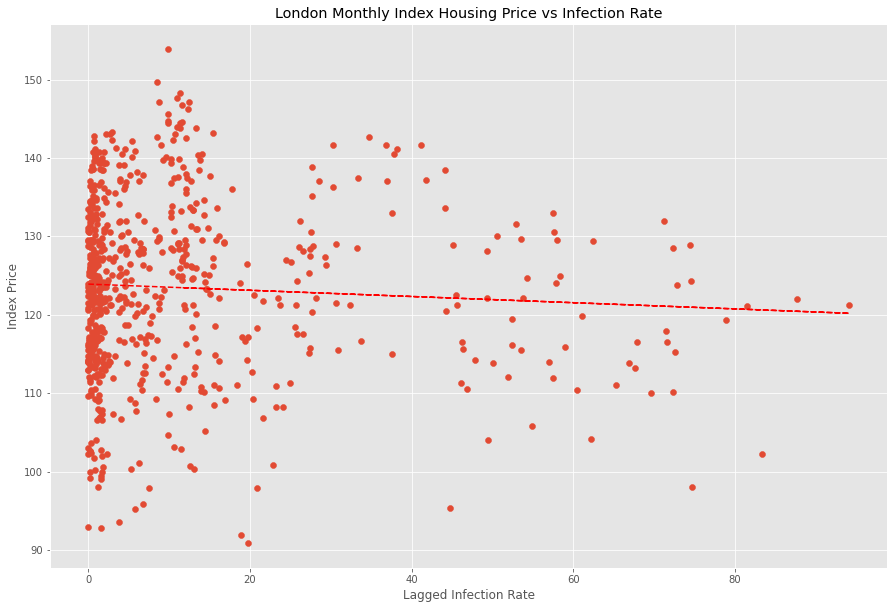 London Monthly Index Housing Price vs Infection Rate
150
140
130
120
110
100
90
Index Price
0 20 40 60 80
Lagged Infection Rate